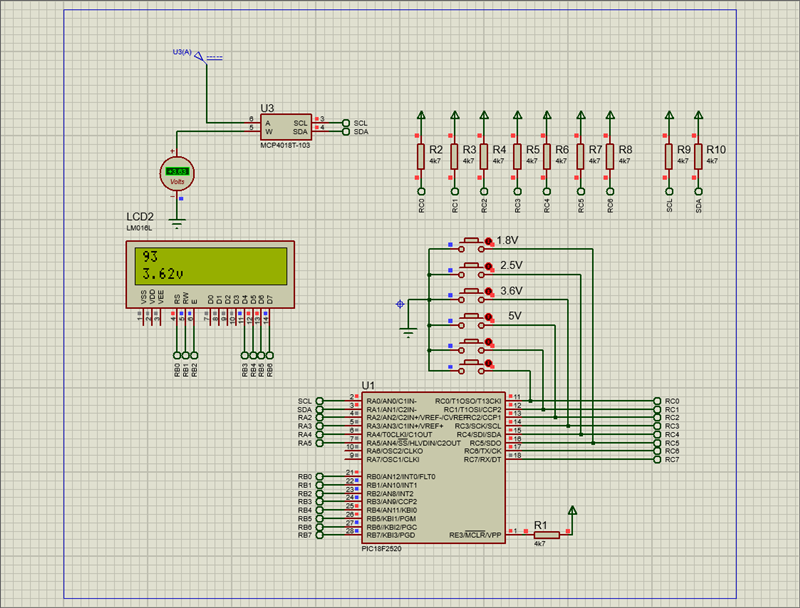 U3(A)
U3
6 A SCL 3 SCL
5 W SDA 4 SDA
MCP4018T-103
+3.63
Volts
R2 R3 R4 R5 R6 R7 R8 R9 R10
4k7 4k7 4k7 4k7 4k7 4k7 4k7 4k7 4k7
RC0 RC1 RC2 RC3 RC4 RC5 RC6 SCL SDA
LCD2
LM016L
93
3.62v
VSS VDD VEE RS RW E D0 D1 D2 D3 D4 D5 D6 D7
1 2 3 4 5 6 7 8 9 10 11 12 13 14
RB0 RB1 RB2 RB3 RB4 RB5 RB6
1.8V
2.5V
3.6V
5V
U1
SCL 2 RA0/AN0/C1IN- RC0/T1OSO/T13CKI 11 RC0
SDA 3 RA1/AN1/C2IN- RC1/T1OSI/CCP2 12 RC1
RA2 4 RA2/AN2/C2IN+/VREF-/CVREF RC2/CCP1 13 RC2
RA3 5 RA3/AN3/C1IN+/VREF+ RC3/SCK/SCL 14 RC3
RA4 6 RA4/T0CLKI/C1OUT RC4/SDI/SDA 15 RC4
RA5 7 RA5/AN4/SS/HLVDIN/C2OUT RC5/SDO 16 RC5
10 RA6/OSC2/CLKO RC6/TX/CK 17 RC6
9 RA7/OSC1/CLKI RC7/RX/DT 18 RC7
RB0 21 RB0/AN12/INT0/FLT0
RB1 22 RB1/AN10/INT1
RB2 23 RB2/AN8/INT2
RB3 24 RB3/AN9/CCP2
RB4 25 RB4/AN11/KBI0
RB5 26 RB5/KBI1/PGM
RB6 27 RB6/KBI2/PGC
RB7 28 RB7/KBI3/PGD RE3/MCLR/VPP 1
R1
4k7
PIC18F2520